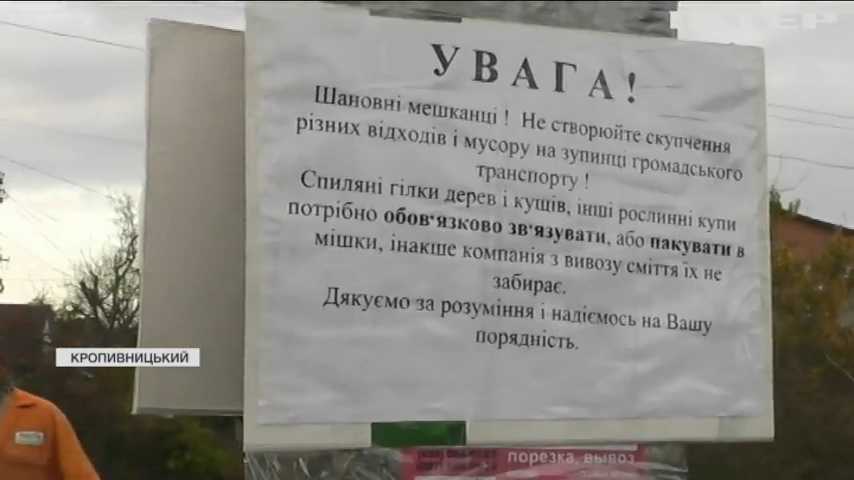 УВАГА!
Шановні мешканці ! Не створюйте скупчення
різних відходів і мусору на зупинці громадського
транспорту !
Спиляні гілки дерев і кущів, інші рослинні купи
потрібно обов'язково зв'язувати, або пакувати в
мішки, інакше компанія з вивозу сміття їх не
забирає.
Дякуємо за розуміння і надіємось на Вашу
порядність.
КРОПИВНИЦЬКИЙ
порезка, вывоз